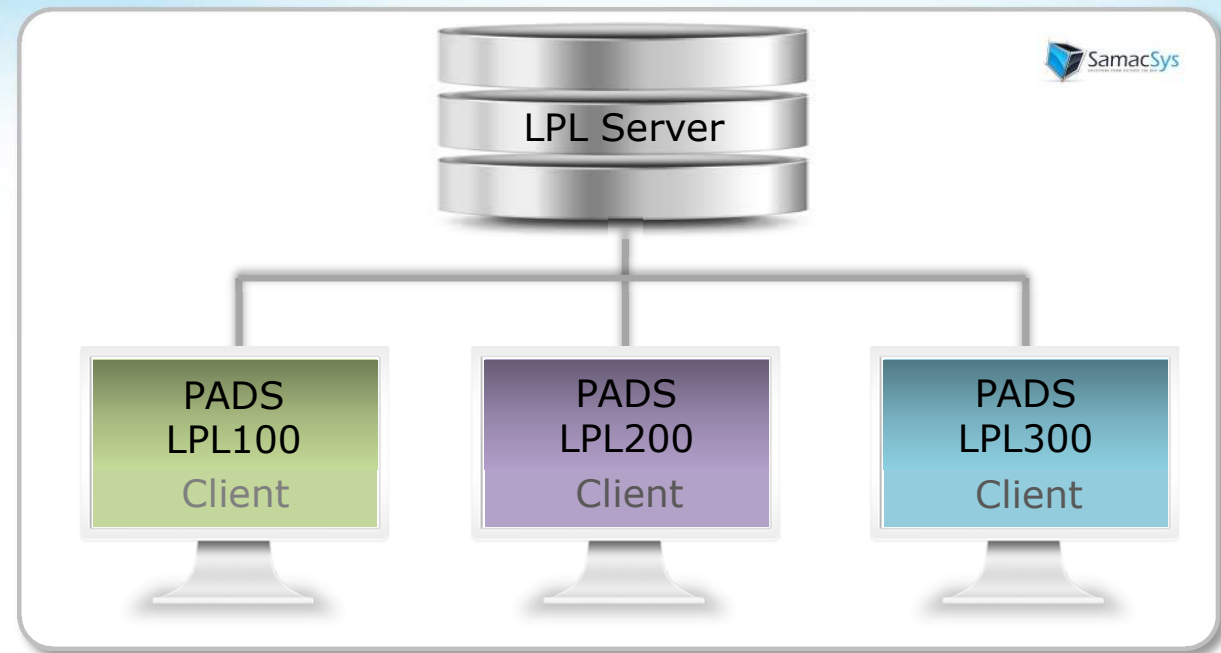 SamacSys
LPL Server
PADS
LPL100
Client
PADS
LPL200
Client
PADS
LPL300
Client